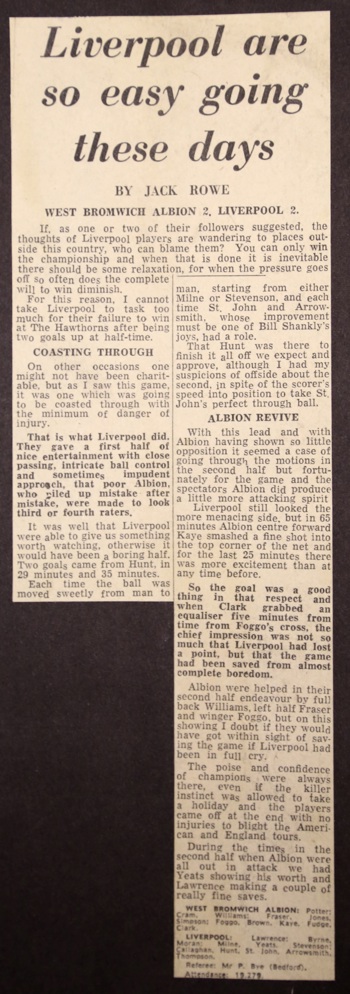 Liverpool are
so easy going
these days
BY JACK ROWE
WEST BROMWICH ALBION 2, LIVERPOOL 2.
If, as one or two of their followers suggested, the
thoughts of Liverpool players are wandering to places out-
side this country, who can blame them? You can only win
the championship and when that is done it is inevitable
there should be some relaxation, for when the pressure goes
off so often does the complete
will to win diminish.
For this reason, I cannot
take Liverpool to task too
much for their failure to win
at The Hawthorns after being
two goals up at half-time.
COASTING THROUGH
On other occasions one
might not have been charit-
able, but as I saw this game,
it was one which was going
to be coasted through with
the minimum of danger of
injury.
That is what Liverpool did.
They gave a first half of
nice entertainment with close
passing, intricate ball control
and sometimes impudent
approach, that poor Albion,
who piled up mistake after
mistake, were made to look
third or fourth raters.
It was well that Liverpool
were able to give us something
worth watching, otherwise it
would have been a boring half.
Two goals came from Hunt, in
29 minutes and 35 minutes.
Each time the ball was
moved sweetly from man to
man, starting from either
Milne or Stevenson, and each
time St. John and Arrow-
smith, whose improvement
must be one of Bill Shankly's
joys, had a role.
That Hunt was there to
finish it all off we expect and
approve, although I had my
suspicions of offside about the
second, in spite of the scorer's
speed into position to take St.
John's perfect through ball.
ALBION REVIVE
With this lead and with
Albion having shown so little
opposition it seemed a case of
going through the motions in
the second half but fortu-
nately for the game and the
spectators Albion did produce
a little more attacking spirit
Liverpool still looked the
more menacing side, but in 65
minutes Albion centre forward
Kaye smashed a fine shot into
the top corner of the net and
for the last 25 minutes there
was more excitement than at
any time before.
So the goal was a good
thing in that respect and
when Clark grabbed an
equaliser five minutes from
time from Foggo's cross, the
chief impression was not so
much that Liverpool had lost
a point, but that the game
had been saved from almost
complete boredom.
Albion were helped in their
second half endeavour by full
back Williams, left half Fraser
and winger Foggo, but on this
showing I doubt if they would
have got within sight of sav-
ing the game if Liverpool had
been in full cry.
The poise and confidence
of champions were always
there, even if the killer
instinct was allowed to take
a holiday and the players
came off at the end with no
injuries to blight the Ameri-
can and England tours.
During the times in the
second half when Albion were
all out in attack we had
Yeats showing his worth and
Lawrence making a couple of
really fine saves.
WEST BROMWICH ALBION: Potter;
Cram, Williams; Fraser, Jones,
Simpson; Foggo, Brown, Kaye, Fudge,
Clark.
LIVERPOOL: Lawrence; Byrne,
Moran; Milne, Yeats, Stevenson;
Callaghan, Hunt, St. John, Arrowsmith,
Thompson.
Referee: Mr P. Bye (Bedford).
Attendance: 19,279.